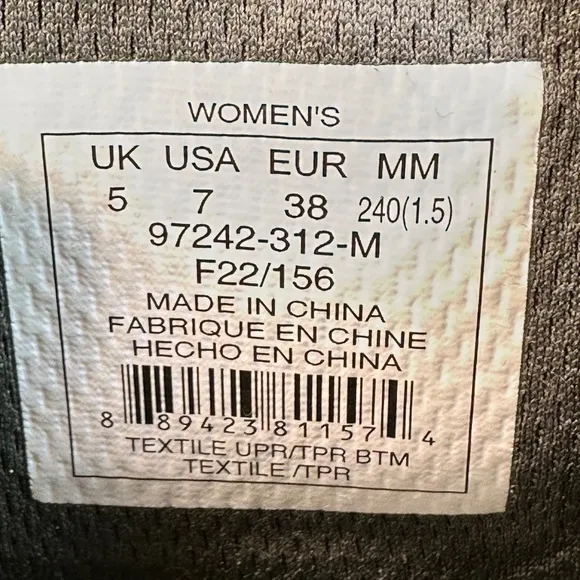 WOMEN'S
UK USA EUR MM
5 7 38 240(1.5)
97242-312-M
F22/156
MADE IN CHINA
FABRIQUE EN CHINE
HECHO EN CHINA
8 89423 81157 4
TEXTILE UPR/TPR BTM
TEXTILE /TPR